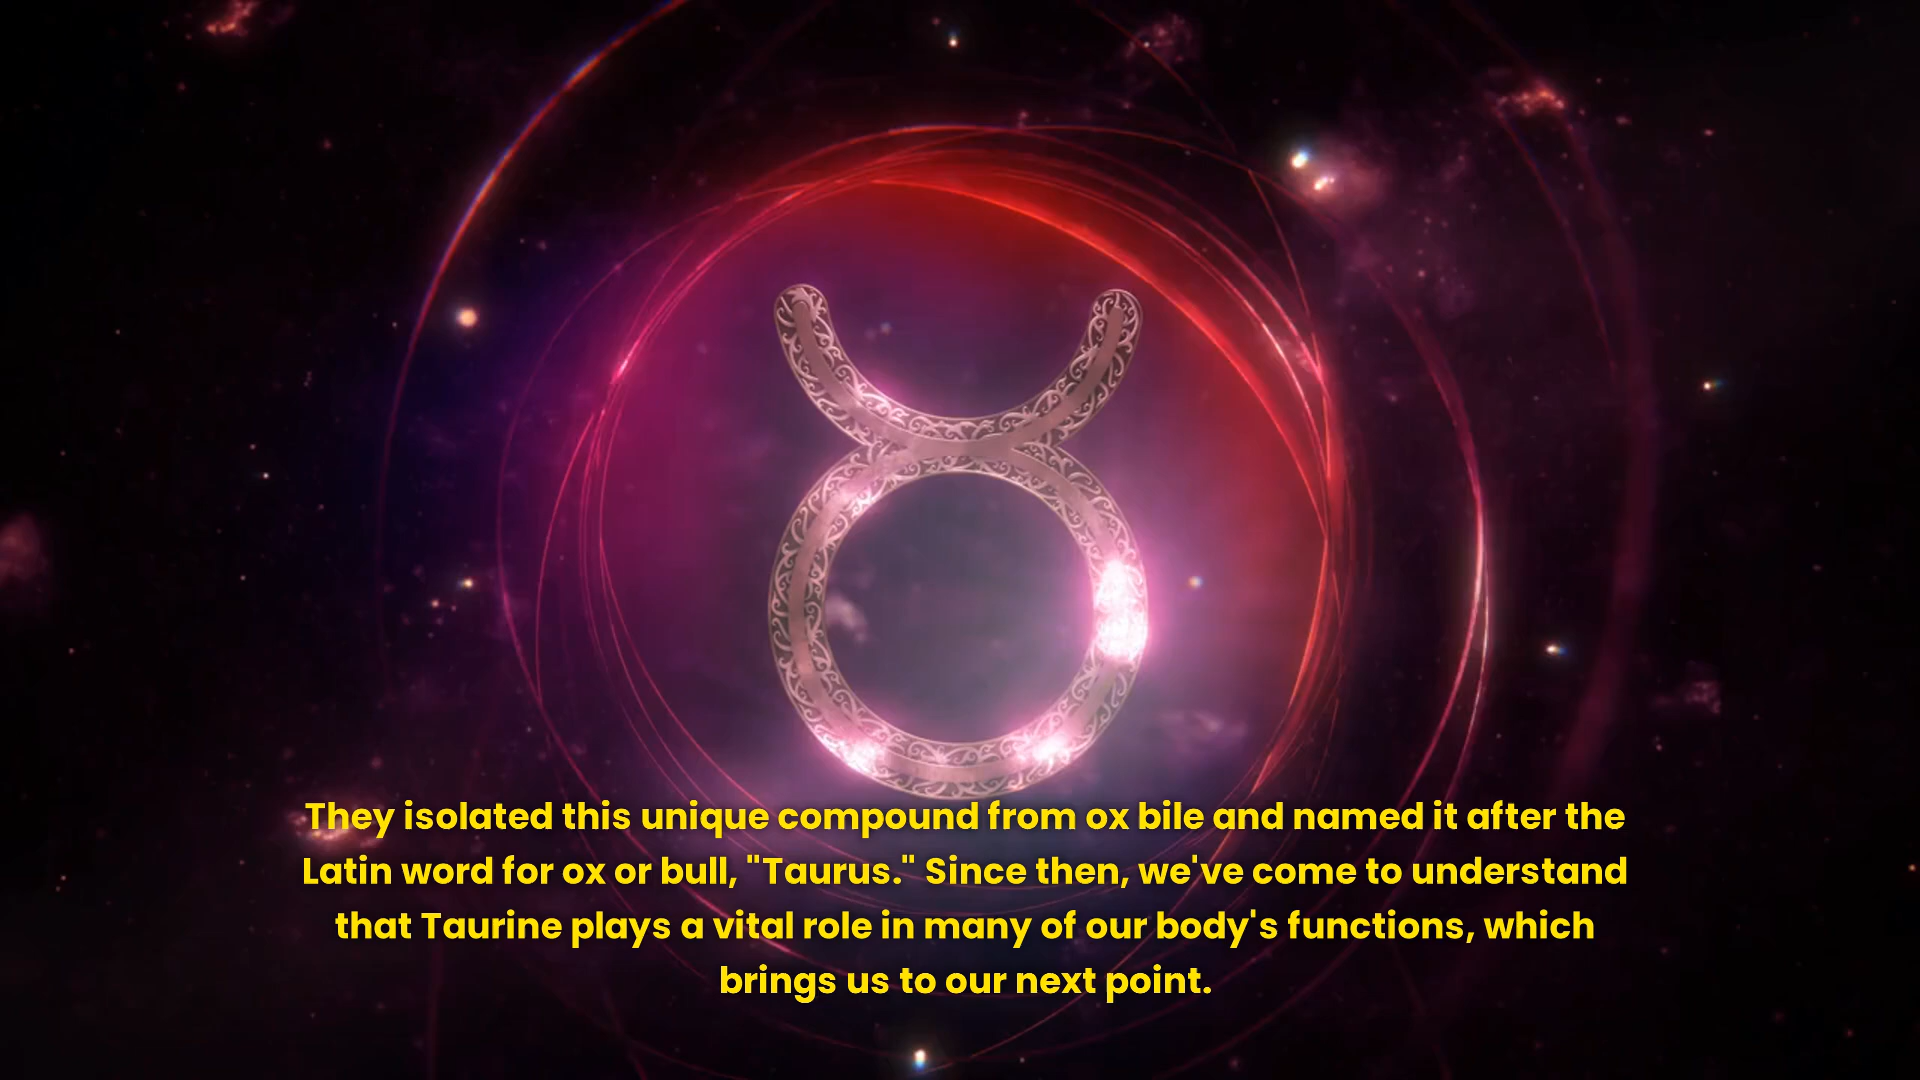 They isolated this unique compound from ox bile and named it after the
Latin word for ox or bull, "Taurus." Since then, we've come to understand
that Taurine plays a vital role in many of our body's functions, which
brings us to our next point.